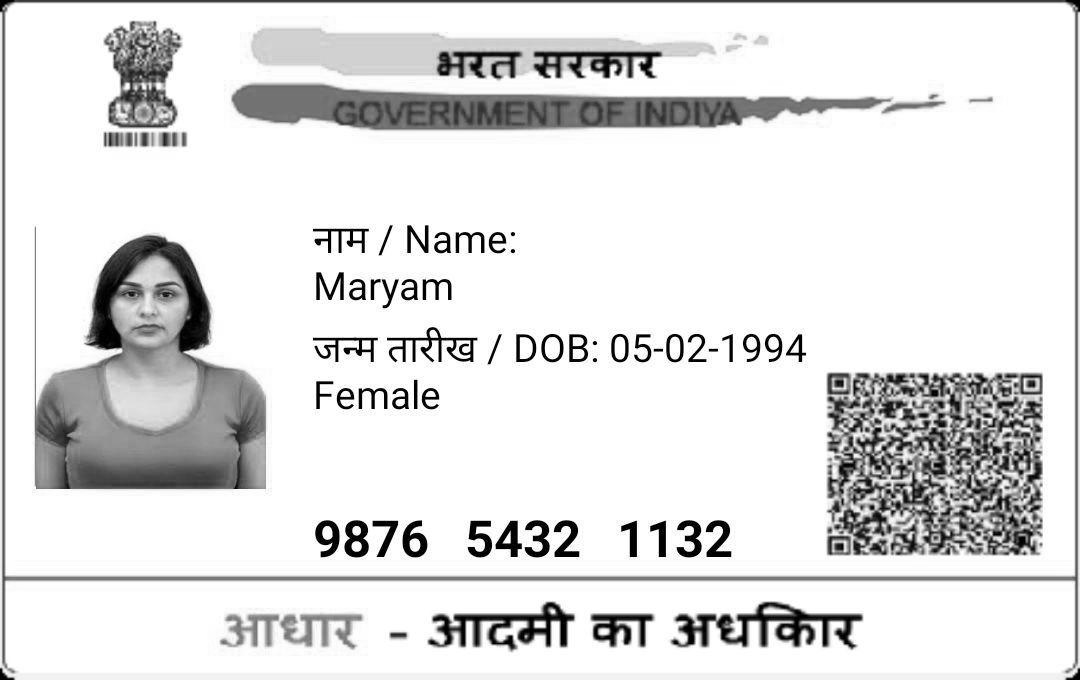 भरत सरकार
GOVERNMENT OF INDIYA
नाम / Name:
Maryam
जन्म तारीख / DOB: 05-02-1994
Female
9876 5432 1132
आधार - आदमी का अधकिार